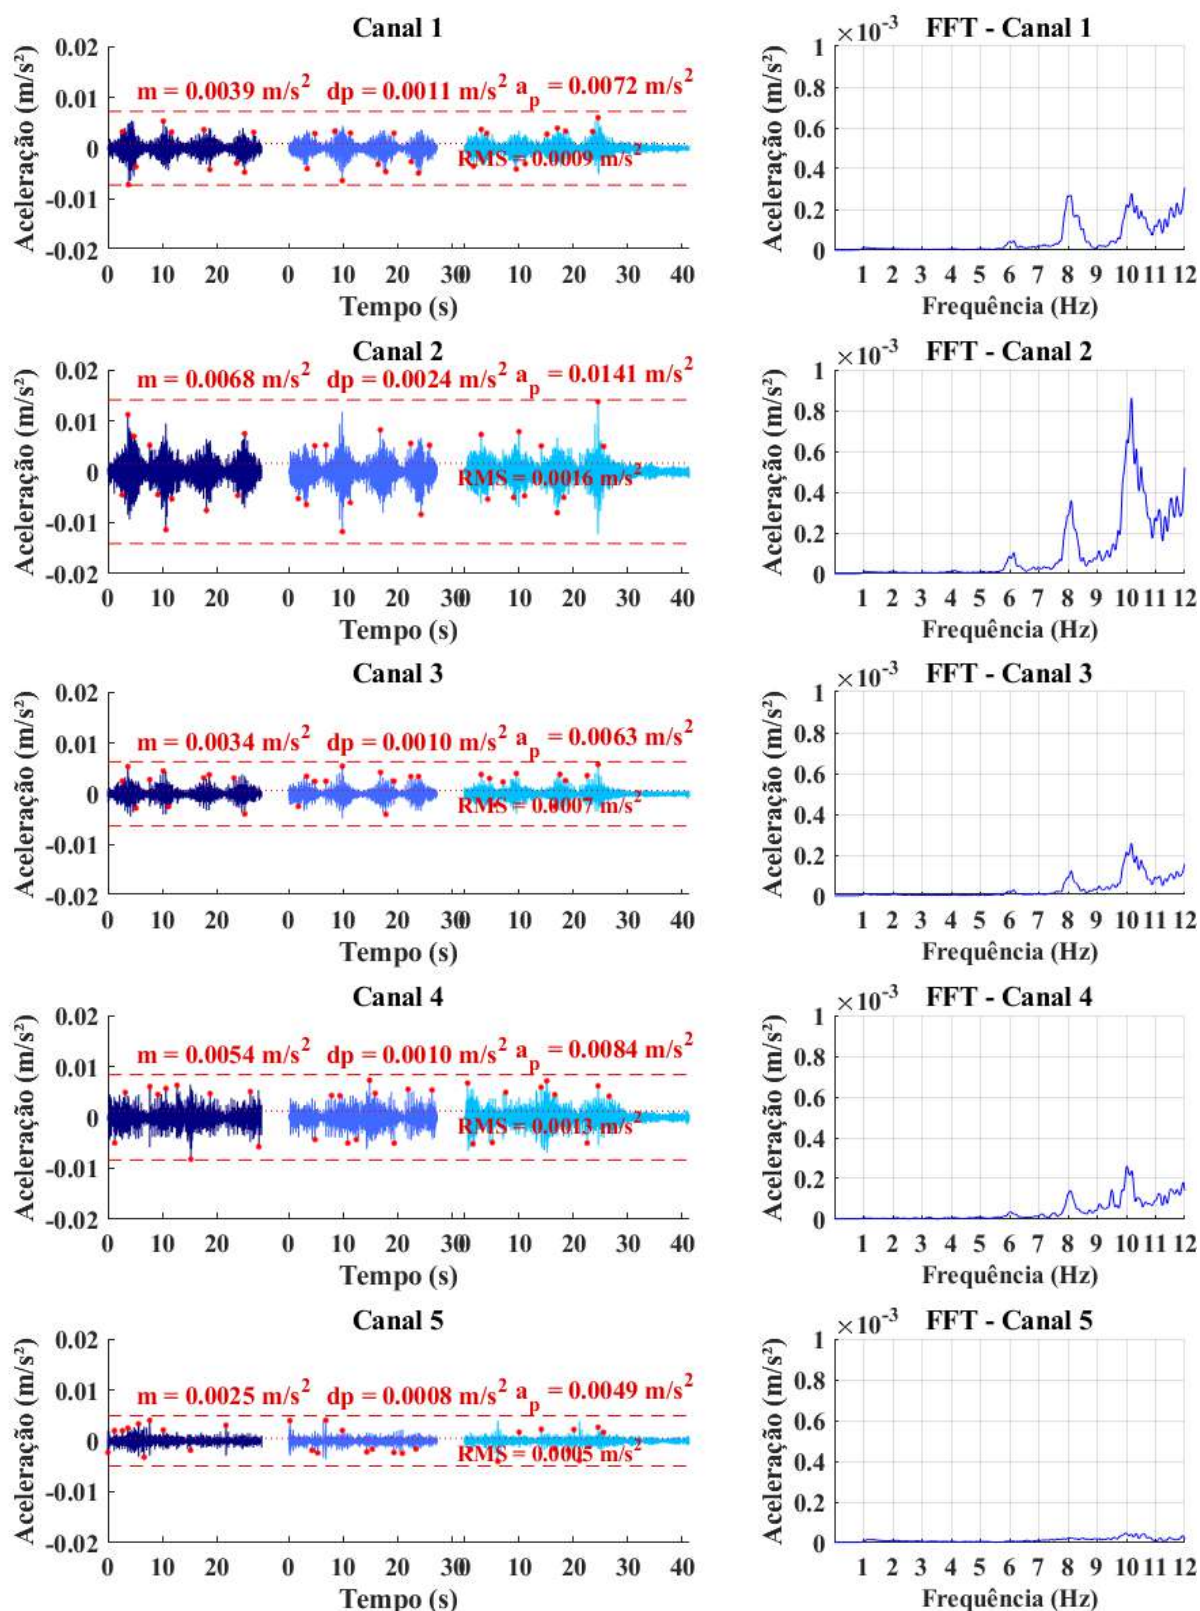 Canal 1
×10⁻³ FFT - Canal 1
Aceleração (m/s²)
0.02
0.01
0
-0.01
-0.02
m = 0.0039 m/s² dp = 0.0011 m/s² aₚ = 0.0072 m/s²
RMS = 0.0009 m/s²
0 10 20 0 10 20 30 0 10 20 30 40
Tempo (s)
Aceleração (m/s²)
1
0.8
0.6
0.4
0.2
0
1 2 3 4 5 6 7 8 9 10 11 12
Frequência (Hz)
Canal 2
×10⁻³ FFT - Canal 2
Aceleração (m/s²)
0.02
0.01
0
-0.01
-0.02
m = 0.0068 m/s² dp = 0.0024 m/s² aₚ = 0.0141 m/s²
RMS = 0.0016 m/s²
0 10 20 0 10 20 30 0 10 20 30 40
Tempo (s)
Aceleração (m/s²)
1
0.8
0.6
0.4
0.2
0
1 2 3 4 5 6 7 8 9 10 11 12
Frequência (Hz)
Canal 3
×10⁻³ FFT - Canal 3
Aceleração (m/s²)
0.02
0.01
0
-0.01
-0.02
m = 0.0034 m/s² dp = 0.0010 m/s² aₚ = 0.0063 m/s²
RMS = 0.0007 m/s²
0 10 20 0 10 20 30 0 10 20 30 40
Tempo (s)
Aceleração (m/s²)
1
0.8
0.6
0.4
0.2
0
1 2 3 4 5 6 7 8 9 10 11 12
Frequência (Hz)
Canal 4
×10⁻³ FFT - Canal 4
Aceleração (m/s²)
0.02
0.01
0
-0.01
-0.02
m = 0.0054 m/s² dp = 0.0010 m/s² aₚ = 0.0084 m/s²
RMS = 0.0013 m/s²
0 10 20 0 10 20 30 0 10 20 30 40
Tempo (s)
Aceleração (m/s²)
1
0.8
0.6
0.4
0.2
0
1 2 3 4 5 6 7 8 9 10 11 12
Frequência (Hz)
Canal 5
×10⁻³ FFT - Canal 5
Aceleração (m/s²)
0.02
0.01
0
-0.01
-0.02
m = 0.0025 m/s² dp = 0.0008 m/s² aₚ = 0.0049 m/s²
RMS = 0.0005 m/s²
0 10 20 0 10 20 30 0 10 20 30 40
Tempo (s)
Aceleração (m/s²)
1
0.8
0.6
0.4
0.2
0
1 2 3 4 5 6 7 8 9 10 11 12
Frequência (Hz)